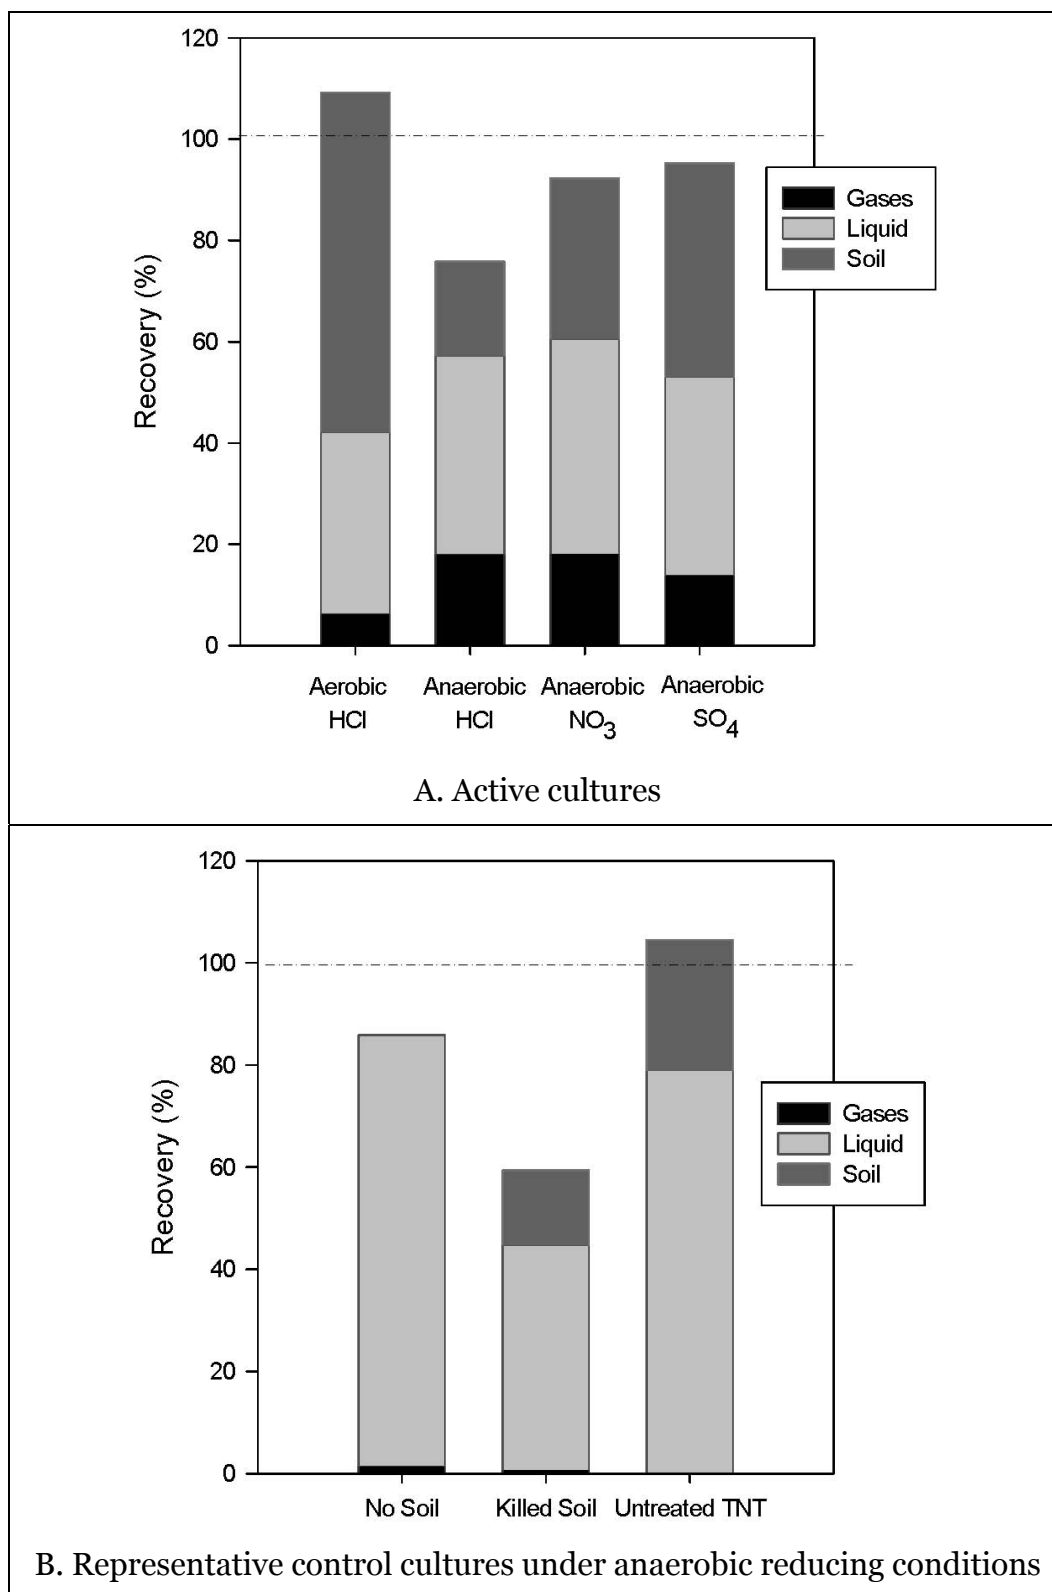 120
100
80
60
40
20
0
Recovery (%)
Gases
Liquid
Soil
Aerobic HCl
Anaerobic HCl
Anaerobic NO3
Anaerobic SO4
A. Active cultures
120
100
80
60
40
20
0
Recovery (%)
Gases
Liquid
Soil
No Soil
Killed Soil
Untreated TNT
B. Representative control cultures under anaerobic reducing conditions